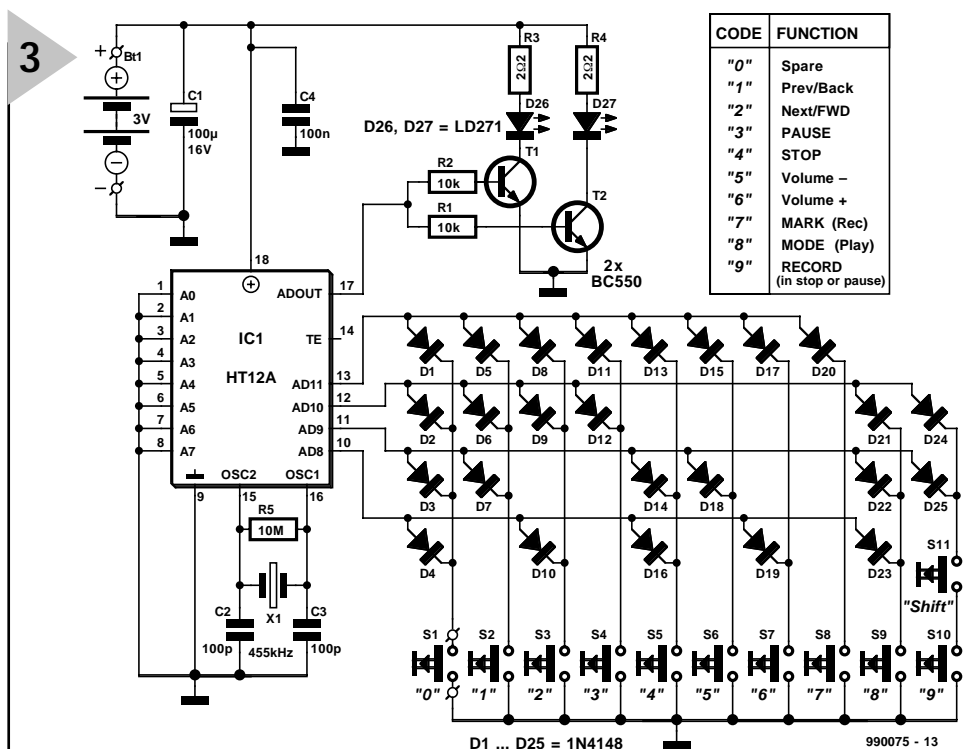 3
+
Bt1
3V
–
C1
100µ
16V
C4
100n
R3
2Ω2
R4
2Ω2
D26
D27
D26, D27 = LD271
T1
T2
R2
10k
R1
10k
2x
BC550
CODE FUNCTION
"0" Spare
"1" Prev/Back
"2" Next/FWD
"3" PAUSE
"4" STOP
"5" Volume –
"6" Volume +
"7" MARK (Rec)
"8" MODE (Play)
"9" RECORD
(in stop or pause)
18
1 A0
2 A1
3 A2
4 A3
5 A4
6 A5
7 A6
8 A7
IC1
HT12A
ADOUT 17
TE 14
AD11 13
AD10 12
AD9 11
AD8 10
OSC2 OSC1
9 15 16
R5
10M
X1
455kHz
C2
100p
C3
100p
D1 D5 D8 D11 D13 D15 D17 D20
D2 D6 D9 D12 D21 D24
D3 D7 D14 D18 D22 D25
D4 D10 D16 D19 D23
S11
"Shift"
S1 S2 S3 S4 S5 S6 S7 S8 S9 S10
"0" "1" "2" "3" "4" "5" "6" "7" "8" "9"
D1 ... D25 = 1N4148
990075 - 13